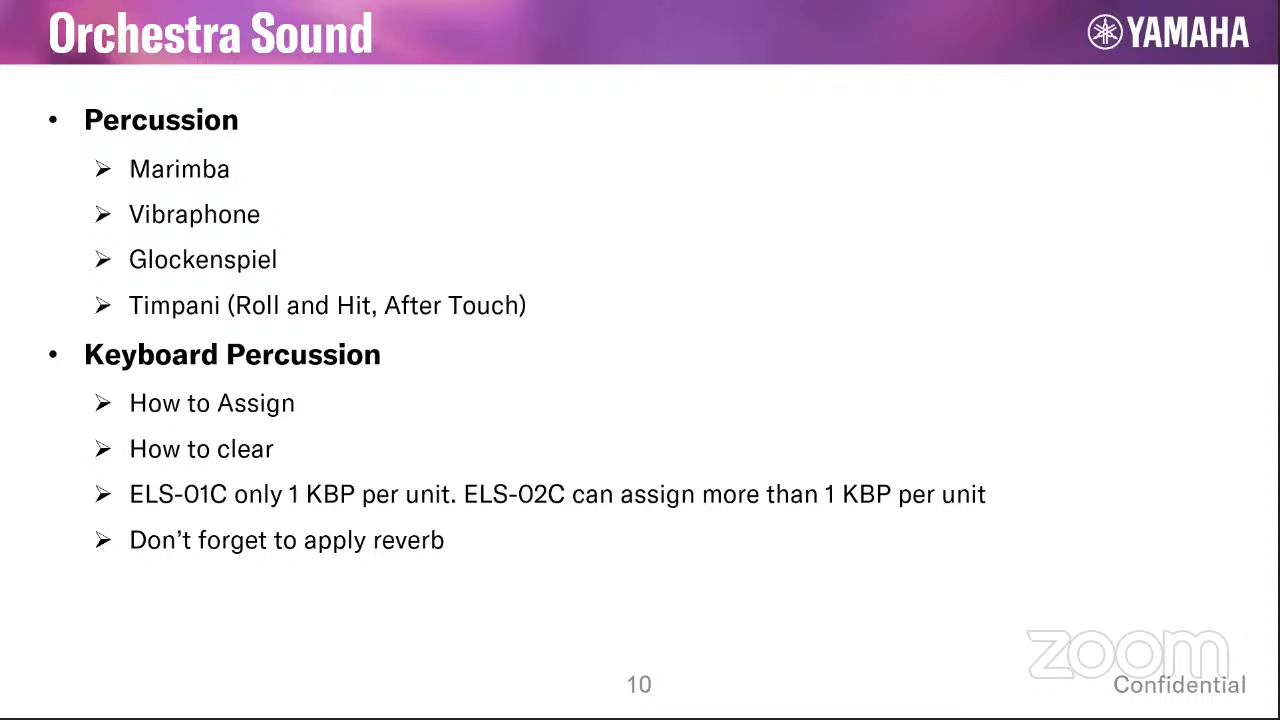 Orchestra Sound
YAMAHA
• Percussion
➢ Marimba
➢ Vibraphone
➢ Glockenspiel
➢ Timpani (Roll and Hit, After Touch)
• Keyboard Percussion
➢ How to Assign
➢ How to clear
➢ ELS-01C only 1 KBP per unit. ELS-02C can assign more than 1 KBP per unit
➢ Don’t forget to apply reverb
zoom
10
Confidential